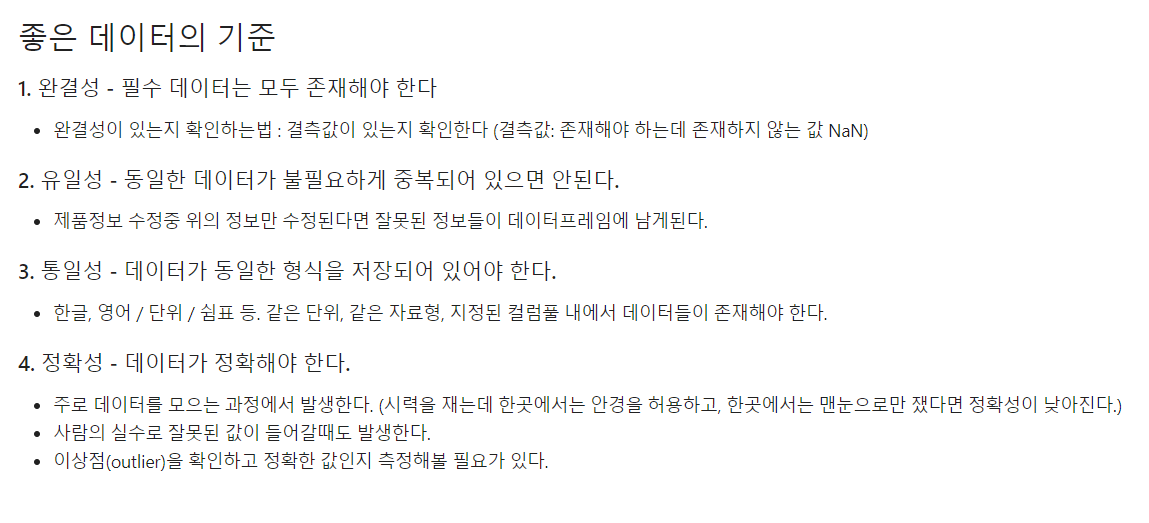 좋은 데이터의 기준
1. 완결성 - 필수 데이터는 모두 존재해야 한다
• 완결성이 있는지 확인하는법 : 결측값이 있는지 확인한다 (결측값: 존재해야 하는데 존재하지 않는 값 NaN)
2. 유일성 - 동일한 데이터가 불필요하게 중복되어 있으면 안된다.
• 제품정보 수정중 위의 정보만 수정된다면 잘못된 정보들이 데이터프레임에 남게된다.
3. 통일성 - 데이터가 동일한 형식을 저장되어 있어야 한다.
• 한글, 영어 / 단위 / 쉼표 등. 같은 단위, 같은 자료형, 지정된 컬럼풀 내에서 데이터들이 존재해야 한다.
4. 정확성 - 데이터가 정확해야 한다.
• 주로 데이터를 모으는 과정에서 발생한다. (시력을 재는데 한곳에서는 안경을 허용하고, 한곳에서는 맨눈으로만 쟀다면 정확성이 낮아진다.)
• 사람의 실수로 잘못된 값이 들어갈때도 발생한다.
• 이상점(outlier)을 확인하고 정확한 값인지 측정해볼 필요가 있다.